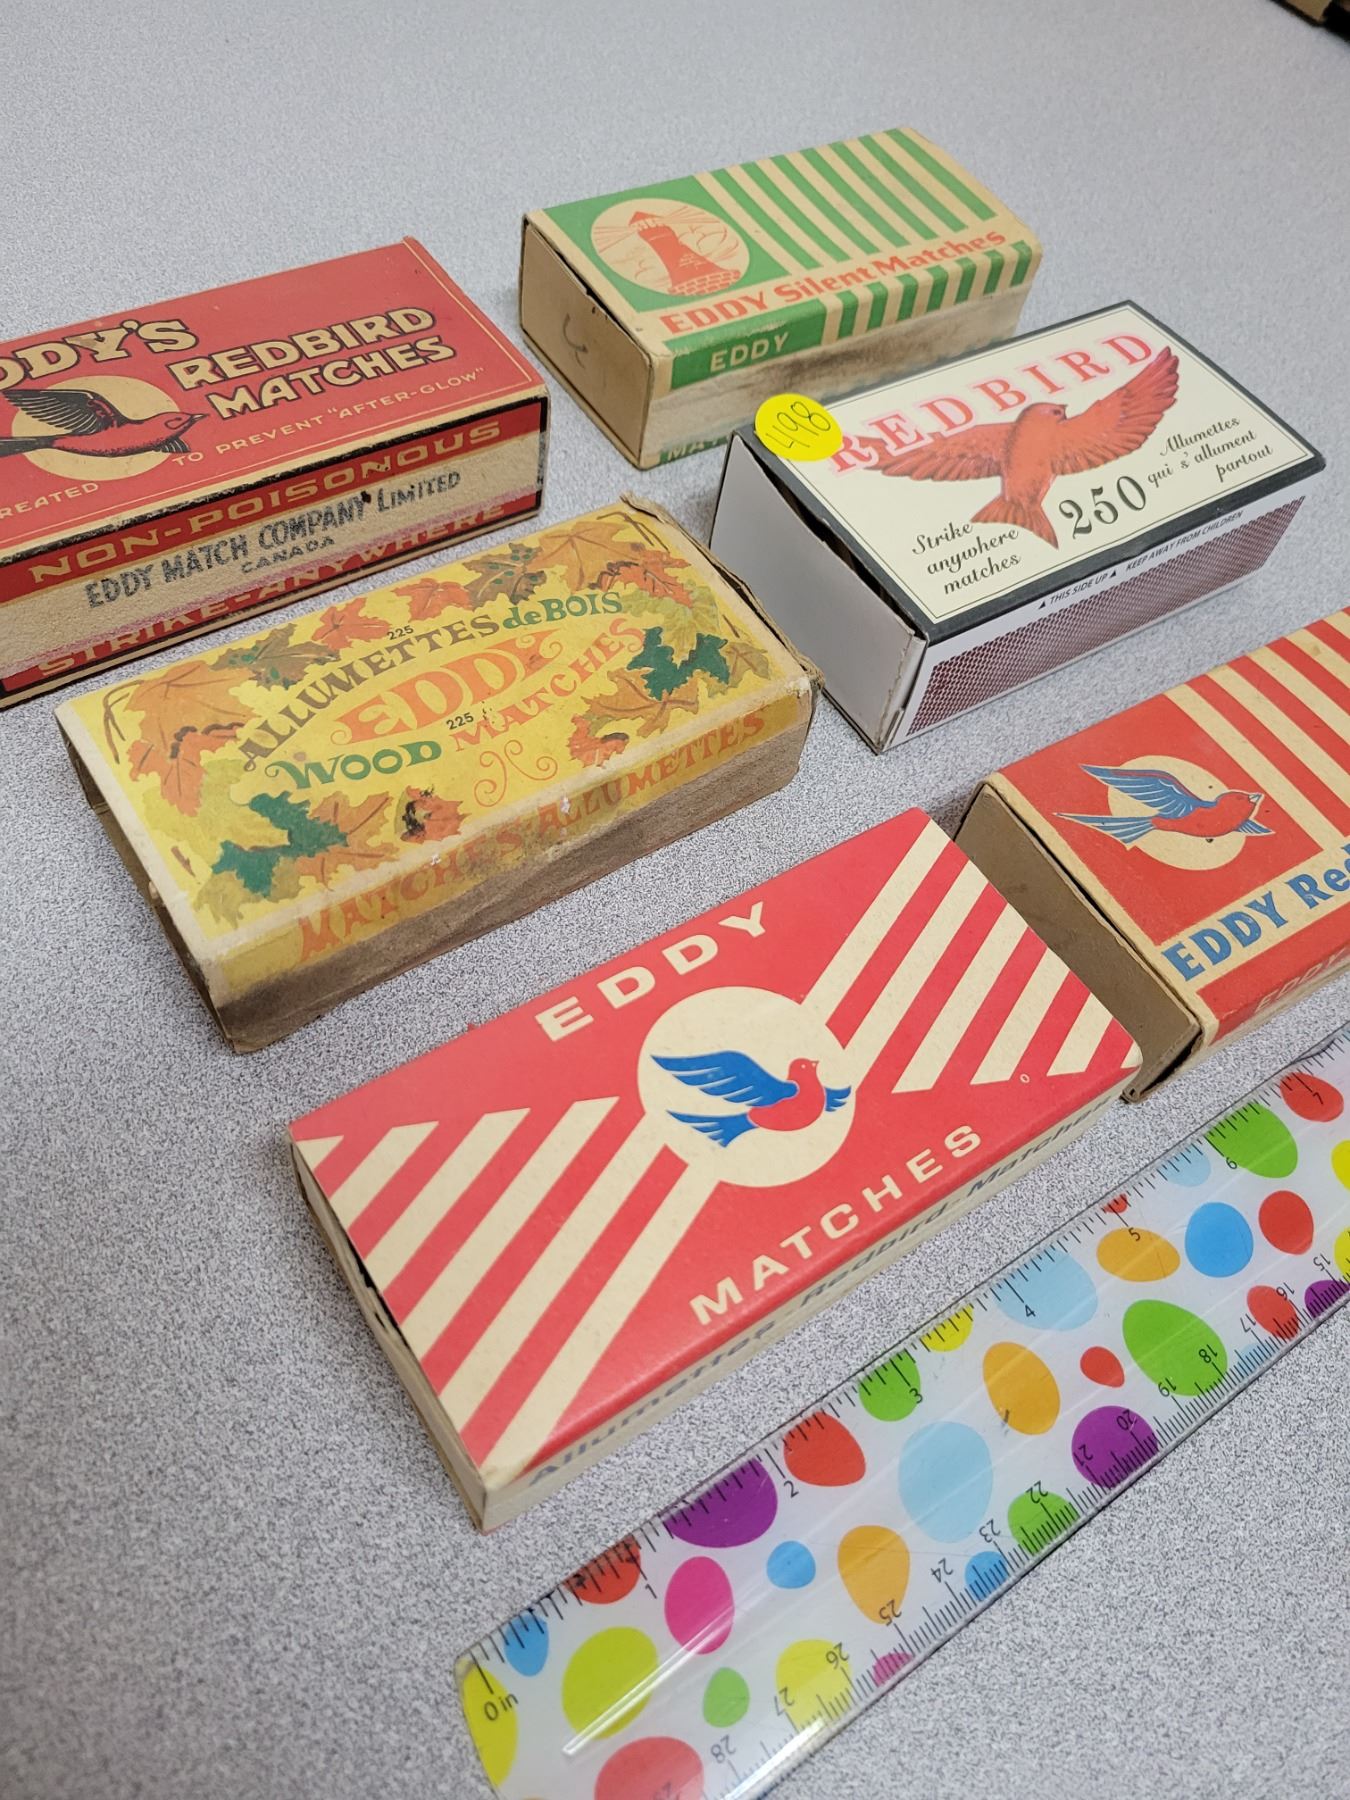 EDDY Silent Matches
EDDY
DDY'S
REDBIRD
MATCHES
TO PREVENT "AFTER-GLOW"
NON-POISONOUS
EDDY MATCH COMPANY LIMITED
CANADA
STRIKE-ANYWHERE
498
REDBIRD
Allumettes
qui s'allument
partout
250
Strike
anywhere
matches
▲ THIS SIDE UP ▲ KEEP AWAY FROM CHILDREN
225
ALLUMETTES de BOIS
EDDY
WOOD 225 MATCHES
MATCHES-ALLUMETTES
EDDY
EDDY
MATCHES
Allumettes-Redbird-Matches
0in 1 2 3 4 5 6 7
15 16 17 18 19 20 21 22 23 24 25 26 27 28